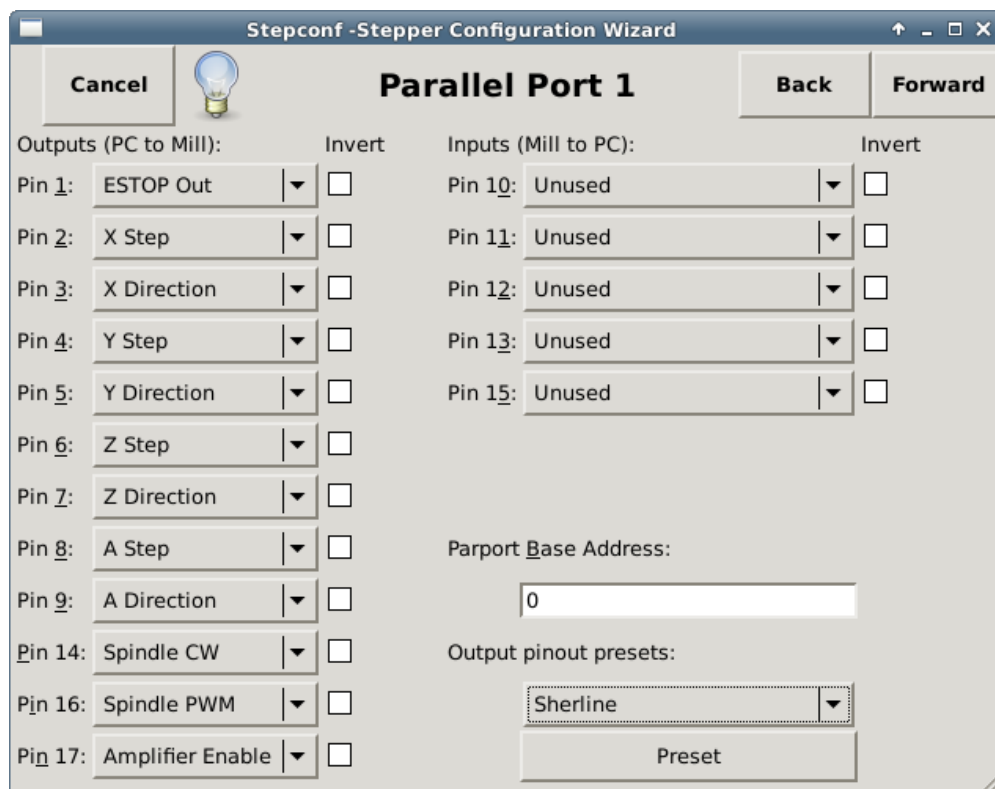 Stepconf -Stepper Configuration Wizard
Cancel
Parallel Port 1
Back
Forward
Outputs (PC to Mill):
Invert
Inputs (Mill to PC):
Invert
Pin 1:
ESTOP Out
Pin 10:
Unused
Pin 2:
X Step
Pin 11:
Unused
Pin 3:
X Direction
Pin 12:
Unused
Pin 4:
Y Step
Pin 13:
Unused
Pin 5:
Y Direction
Pin 15:
Unused
Pin 6:
Z Step
Pin 7:
Z Direction
Pin 8:
A Step
Parport Base Address:
Pin 9:
A Direction
0
Pin 14:
Spindle CW
Output pinout presets:
Pin 16:
Spindle PWM
Sherline
Pin 17:
Amplifier Enable
Preset